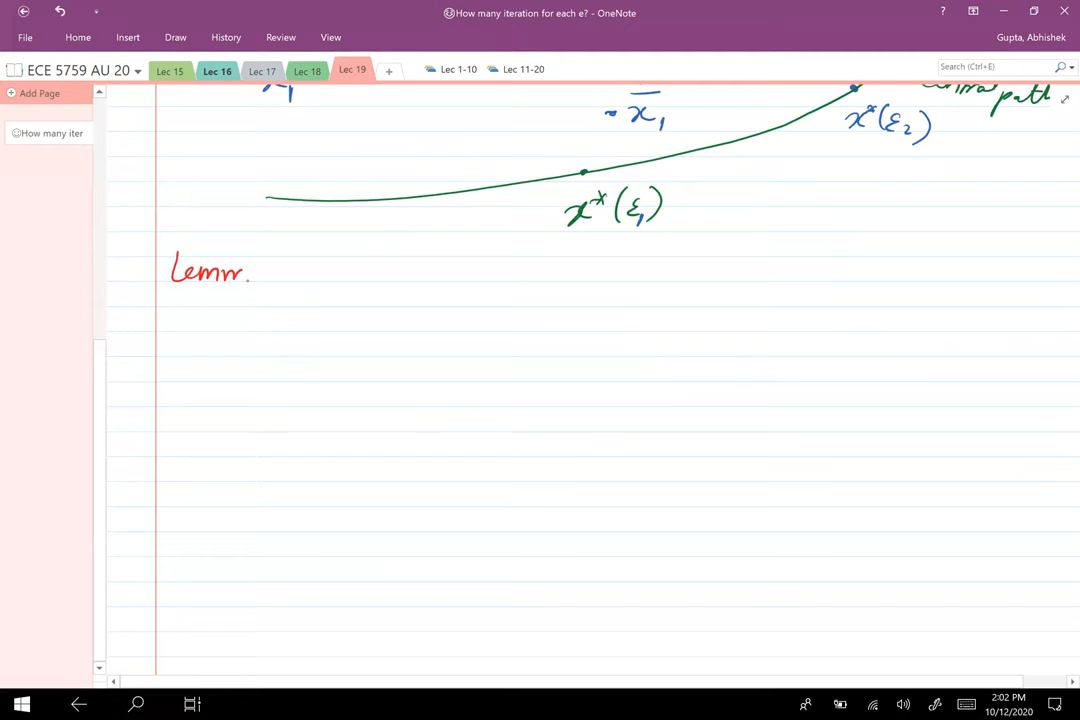 How many iteration for each e? - OneNote
?
File
Home
Insert
Draw
History
Review
View
Gupta, Abhishek
ECE 5759 AU 20
Lec 15
Lec 16
Lec 17
Lec 18
Lec 19
+
Lec 1-10
Lec 11-20
Search (Ctrl+E)
Add Page
How many iter
path
= x̄₁
x*(ε₂)
x*(ε₁)
Lemm
2:02 PM
10/12/2020